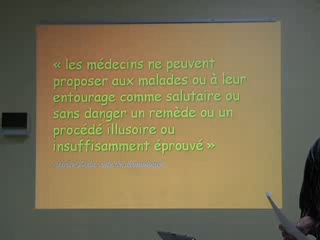 « les médecins ne peuvent
proposer aux malades ou à leur
entourage comme salutaire ou
sans danger un remède ou un
procédé illusoire ou
insuffisamment éprouvé »